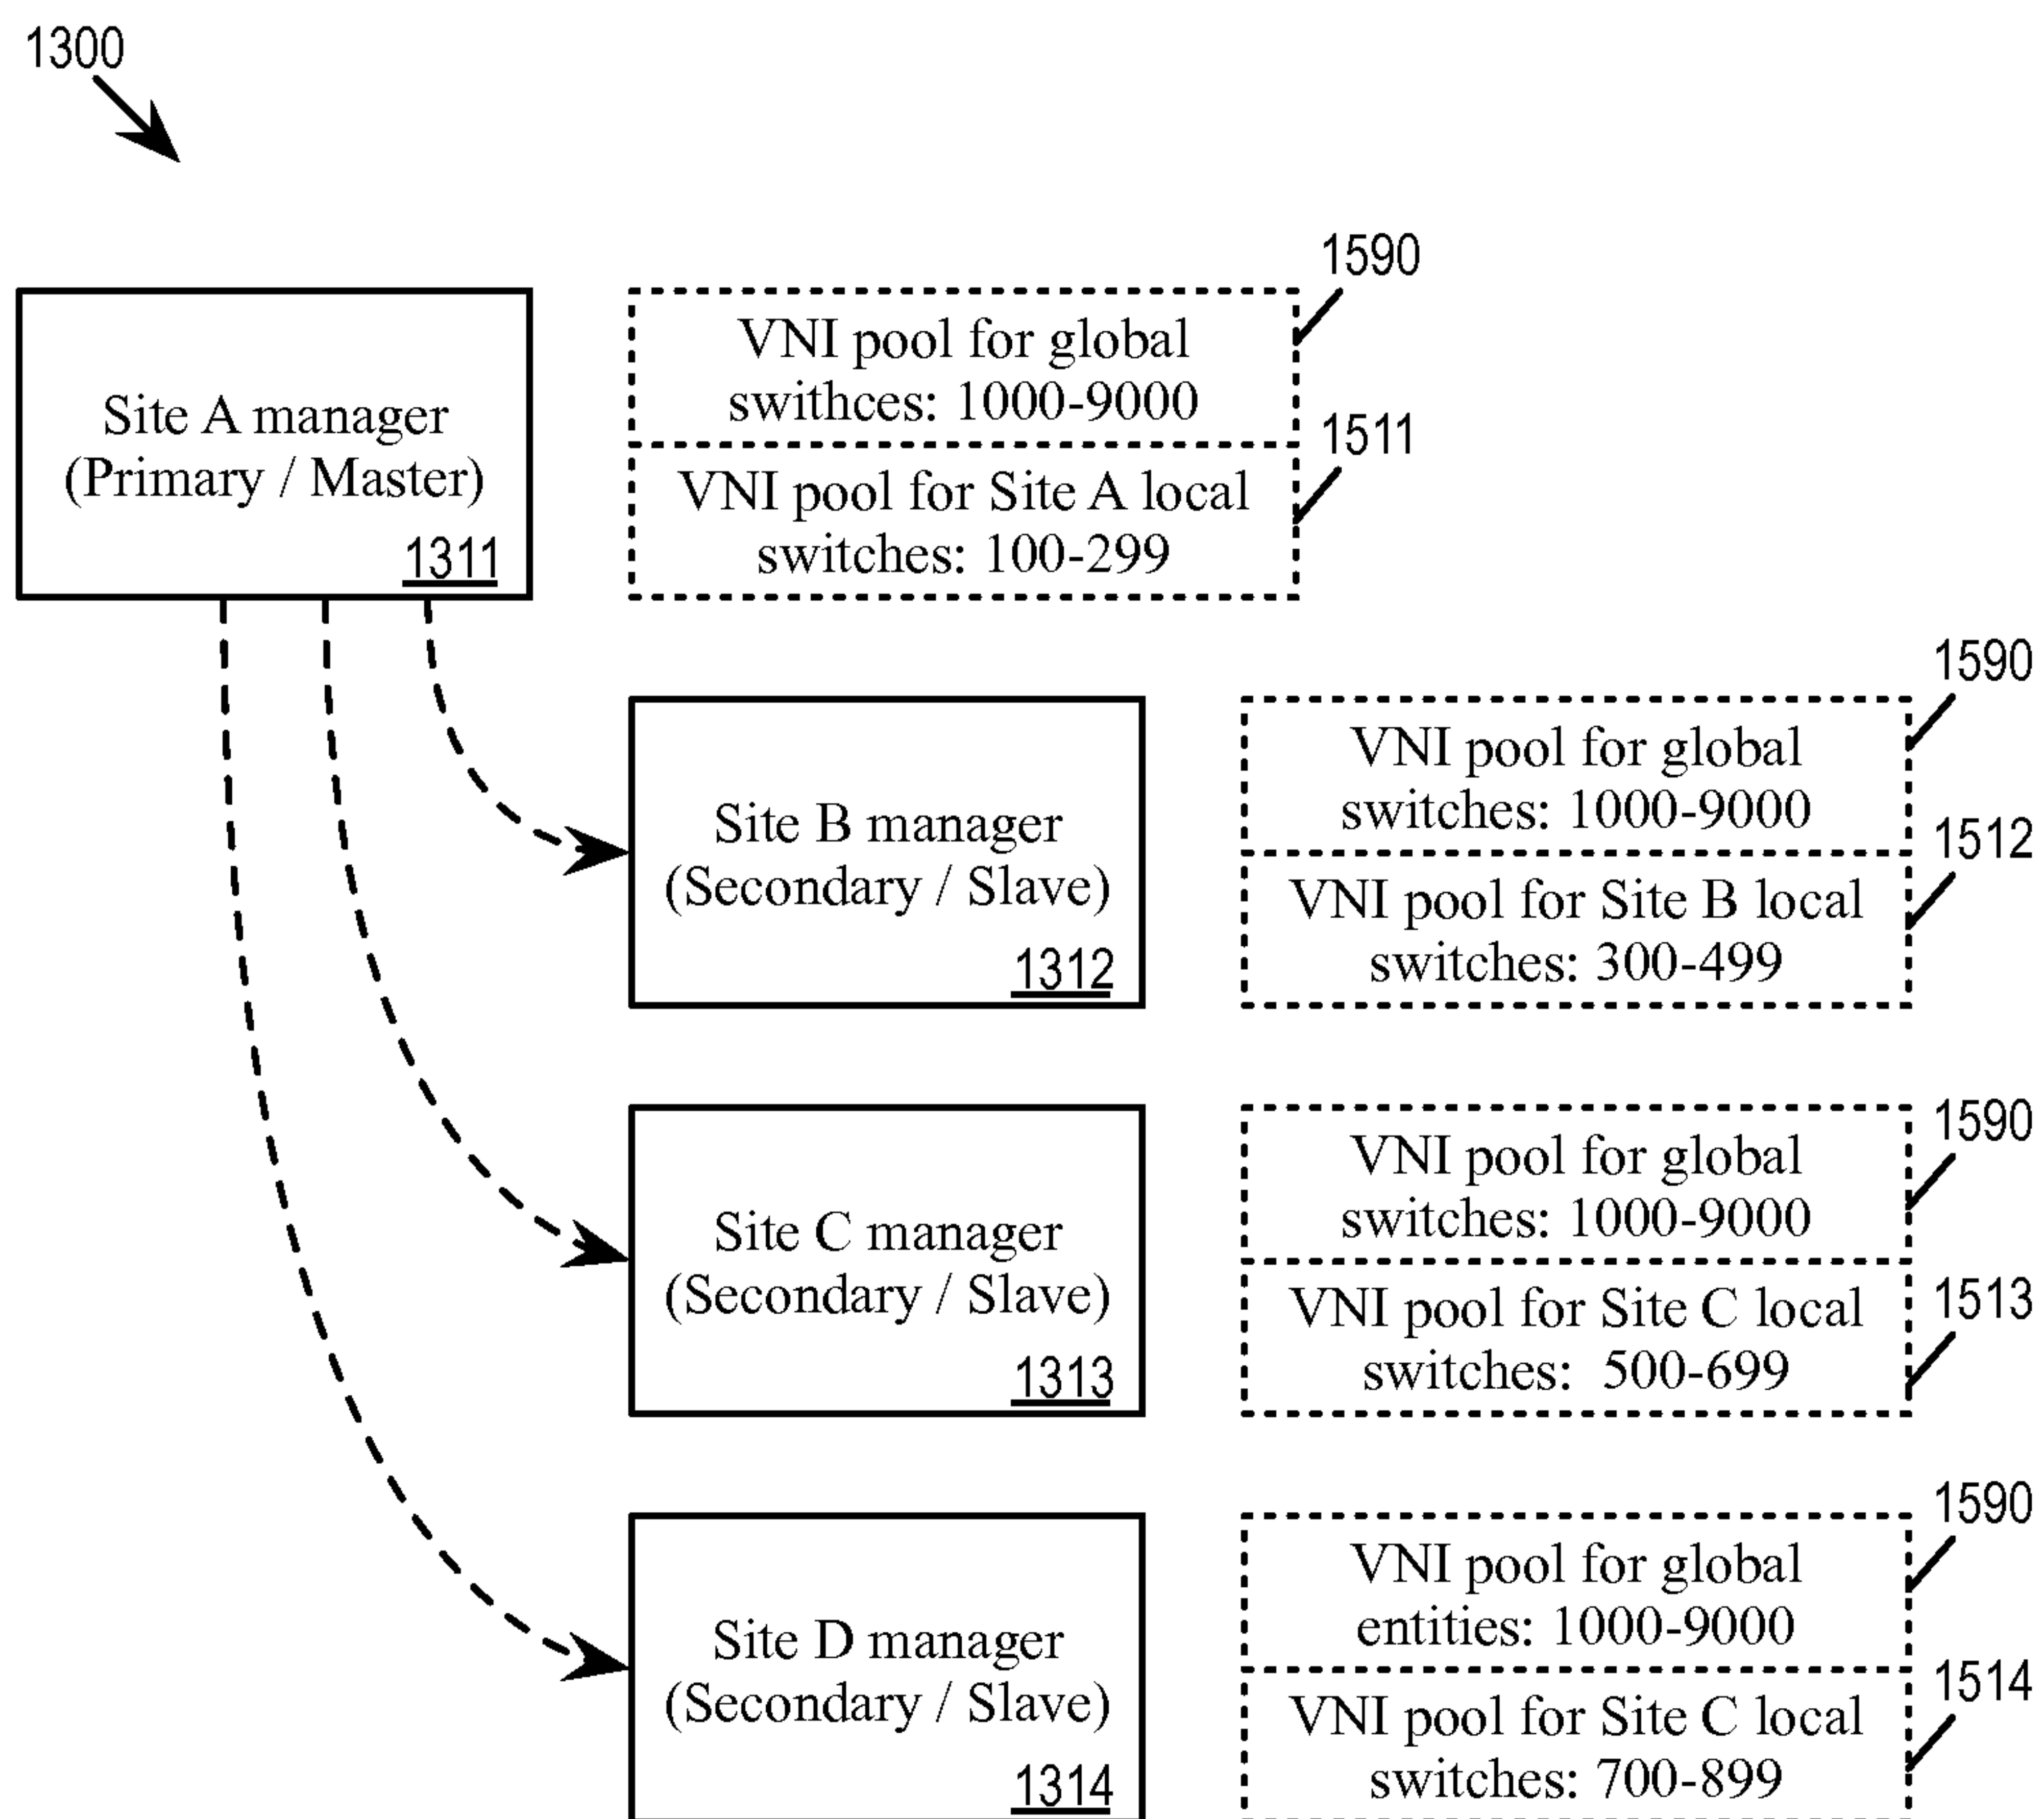 1300
1590
VNI pool for global
swithces: 1000-9000
Site A manager
(Primary / Master)
1311
1511
VNI pool for Site A local
switches: 100-299
1590
VNI pool for global
switches: 1000-9000
Site B manager
(Secondary / Slave)
1312
1512
VNI pool for Site B local
switches: 300-499
1590
VNI pool for global
switches: 1000-9000
Site C manager
(Secondary / Slave)
1313
1513
VNI pool for Site C local
switches: 500-699
1590
VNI pool for global
entities: 1000-9000
Site D manager
(Secondary / Slave)
1314
1514
VNI pool for Site C local
switches: 700-899